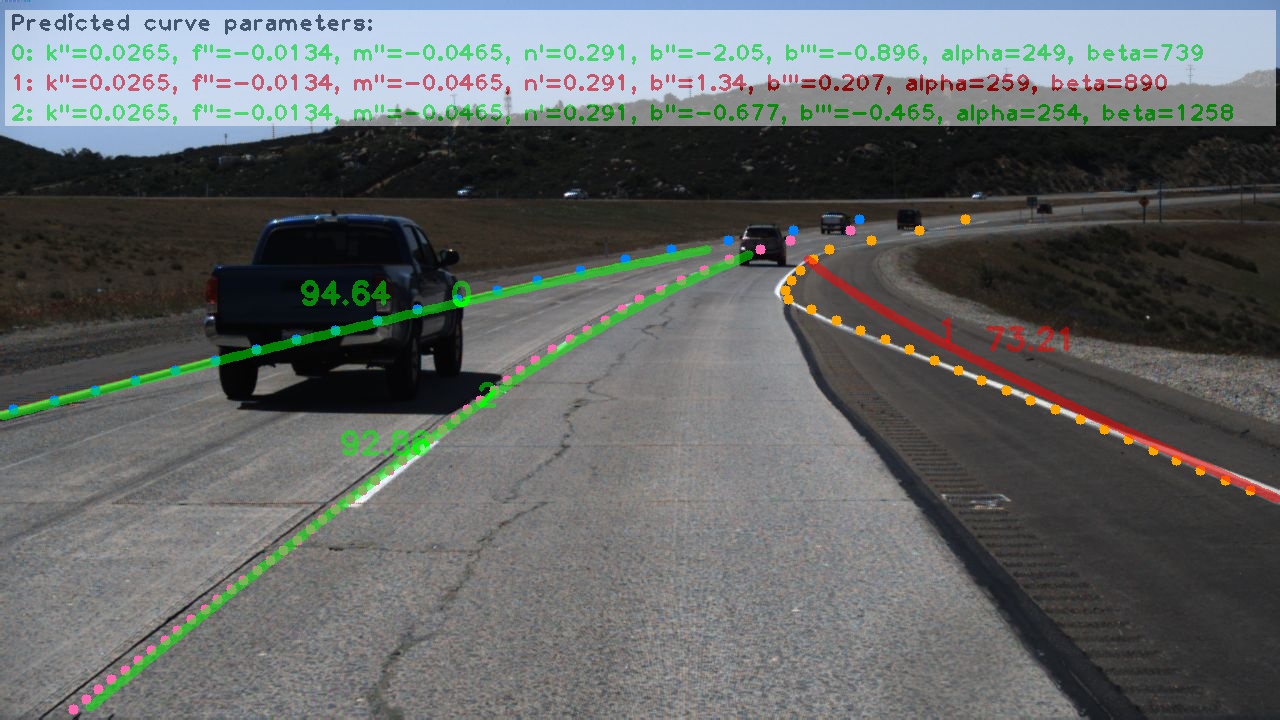 Predicted curve parameters:
0: k''=0.0265, f''=-0.0134, m''=-0.0465, n'=0.291, b''=-2.05, b'''=-0.896, alpha=249, beta=739
1: k''=0.0265, f''=-0.0134, m''=-0.0465, n'=0.291, b''=1.34, b'''=0.207, alpha=259, beta=890
2: k''=0.0265, f''=-0.0134, m''=-0.0465, n'=0.291, b''=-0.677, b'''=-0.465, alpha=254, beta=1258
94.64 0
1 73.21
2